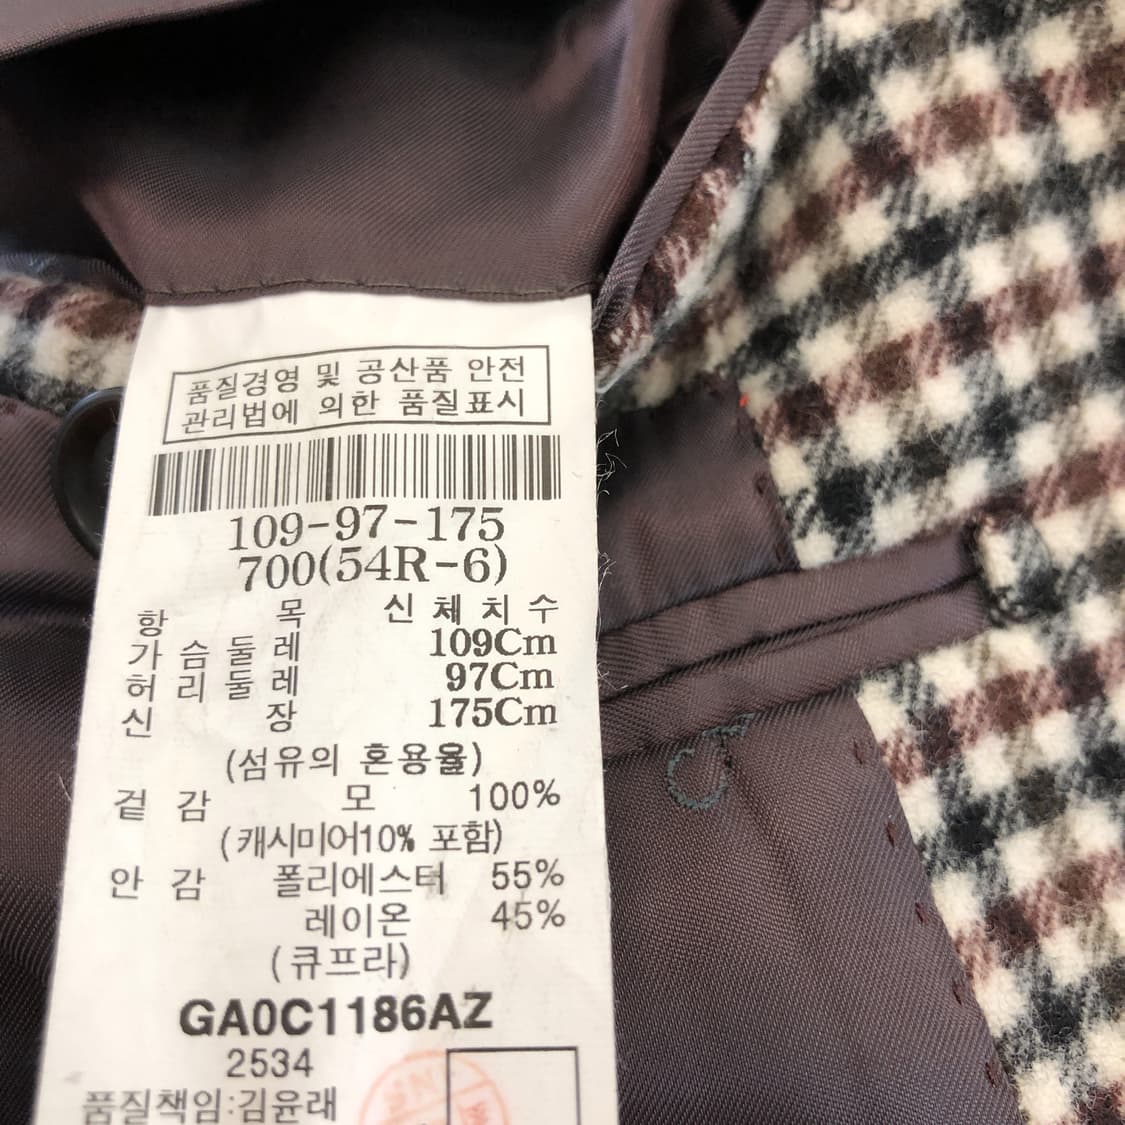 품질경영 및 공산품 안전
관리법에 의한 품질표시
109-97-175
700(54R-6)
항 목 신체치수
가슴둘레 109Cm
허리둘레 97Cm
신 장 175Cm
(섬유의 혼용율)
겉 감 모 100%
(캐시미어10% 포함)
안 감 폴리에스터 55%
레이온 45%
(큐프라)
GA0C1186AZ
2534
품질책임:김윤래